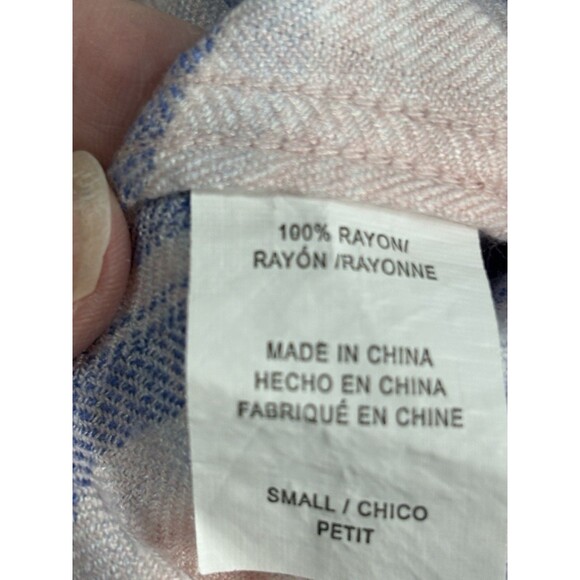 100% RAYON/
RAYÓN /RAYONNE
MADE IN CHINA
HECHO EN CHINA
FABRIQUÉ EN CHINE
SMALL / CHICO
PETIT